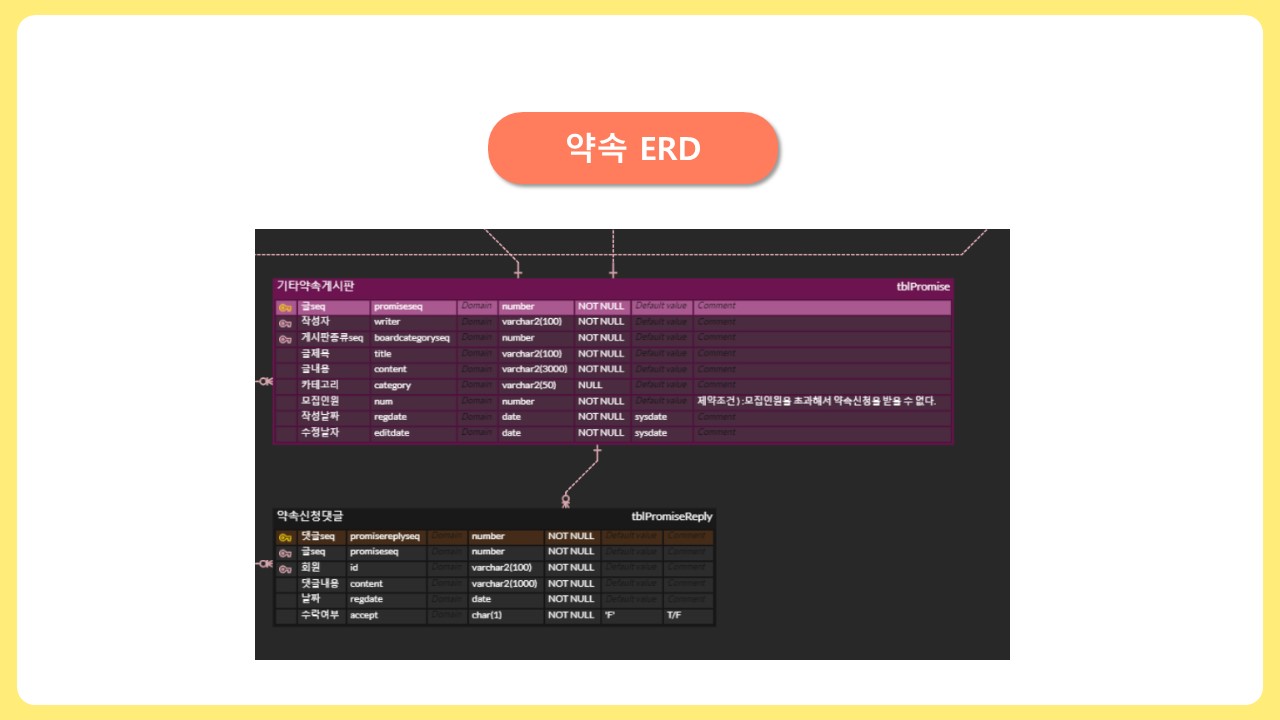 약속 ERD
기타약속게시판 tblPromise
글seq promiseseq Domain number NOT NULL Default value Comment
작성자 writer Domain varchar2(100) NOT NULL Default value Comment
게시판종류seq boardcategoryseq Domain number NOT NULL Default value Comment
글제목 title Domain varchar2(100) NOT NULL Default value Comment
글내용 content Domain varchar2(3000) NOT NULL Default value Comment
카테고리 category Domain varchar2(50) NULL Default value Comment
모집인원 num Domain number NOT NULL Default value 제약조건) :모집인원을 초과해서 약속신청을 받을 수 없다.
작성날짜 regdate Domain date NOT NULL sysdate Comment
수정날자 editdate Domain date NOT NULL sysdate Comment
약속신청댓글 tblPromiseReply
댓글seq promisereplyseq Domain number NOT NULL Default value Comment
글seq promiseseq Domain number NOT NULL Default value Comment
회원 id Domain varchar2(100) NOT NULL Default value Comment
댓글내용 content Domain varchar2(1000) NOT NULL Default value Comment
날짜 regdate Domain date NOT NULL Default value Comment
수락여부 accept Domain char(1) NOT NULL 'F' T/F